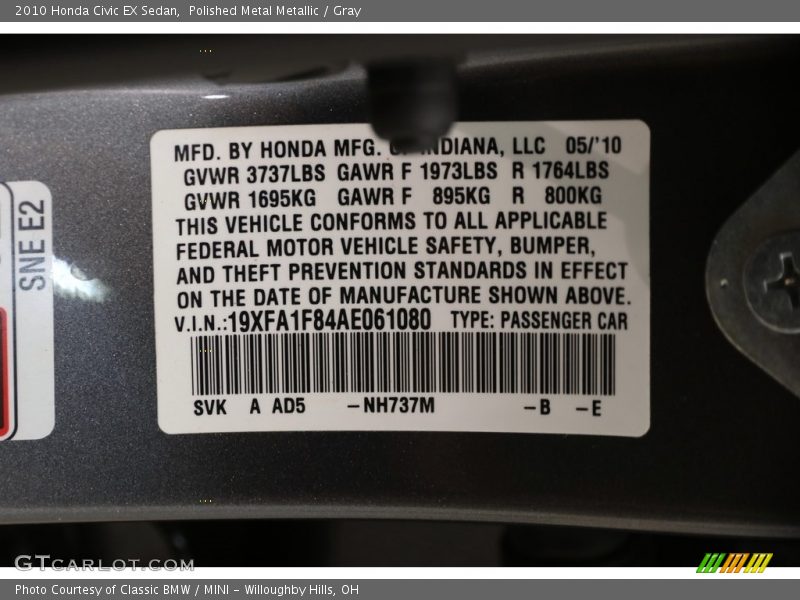 2010 Honda Civic EX Sedan, Polished Metal Metallic / Gray
MFD. BY HONDA MFG. OF INDIANA, LLC 05/'10
GVWR 3737LBS GAWR F 1973LBS R 1764LBS
GVWR 1695KG GAWR F 895KG R 800KG
THIS VEHICLE CONFORMS TO ALL APPLICABLE
FEDERAL MOTOR VEHICLE SAFETY, BUMPER,
AND THEFT PREVENTION STANDARDS IN EFFECT
ON THE DATE OF MANUFACTURE SHOWN ABOVE.
V.I.N.:19XFA1F84AE061080 TYPE: PASSENGER CAR
SVK A AD5 –NH737M –B –E
SNE E2
GTCARLOT.COM
Photo Courtesy of Classic BMW / MINI - Willoughby Hills, OH